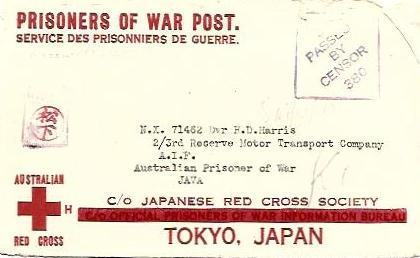 PRISONERS OF WAR POST.
SERVICE DES PRISONNIERS DE GUERRE.
PASSED
BY
CENSOR
380
松
下
N.X. 71462 Dvr F.D.Harris
2/3rd Reserve Motor Transport Company
A.I.F.
Australian Prisoner of War
JAVA
AUSTRALIAN
H
RED CROSS
C/o JAPANESE RED CROSS SOCIETY
C/o OFFICIAL PRISONERS OF WAR INFORMATION BUREAU
TOKYO, JAPAN